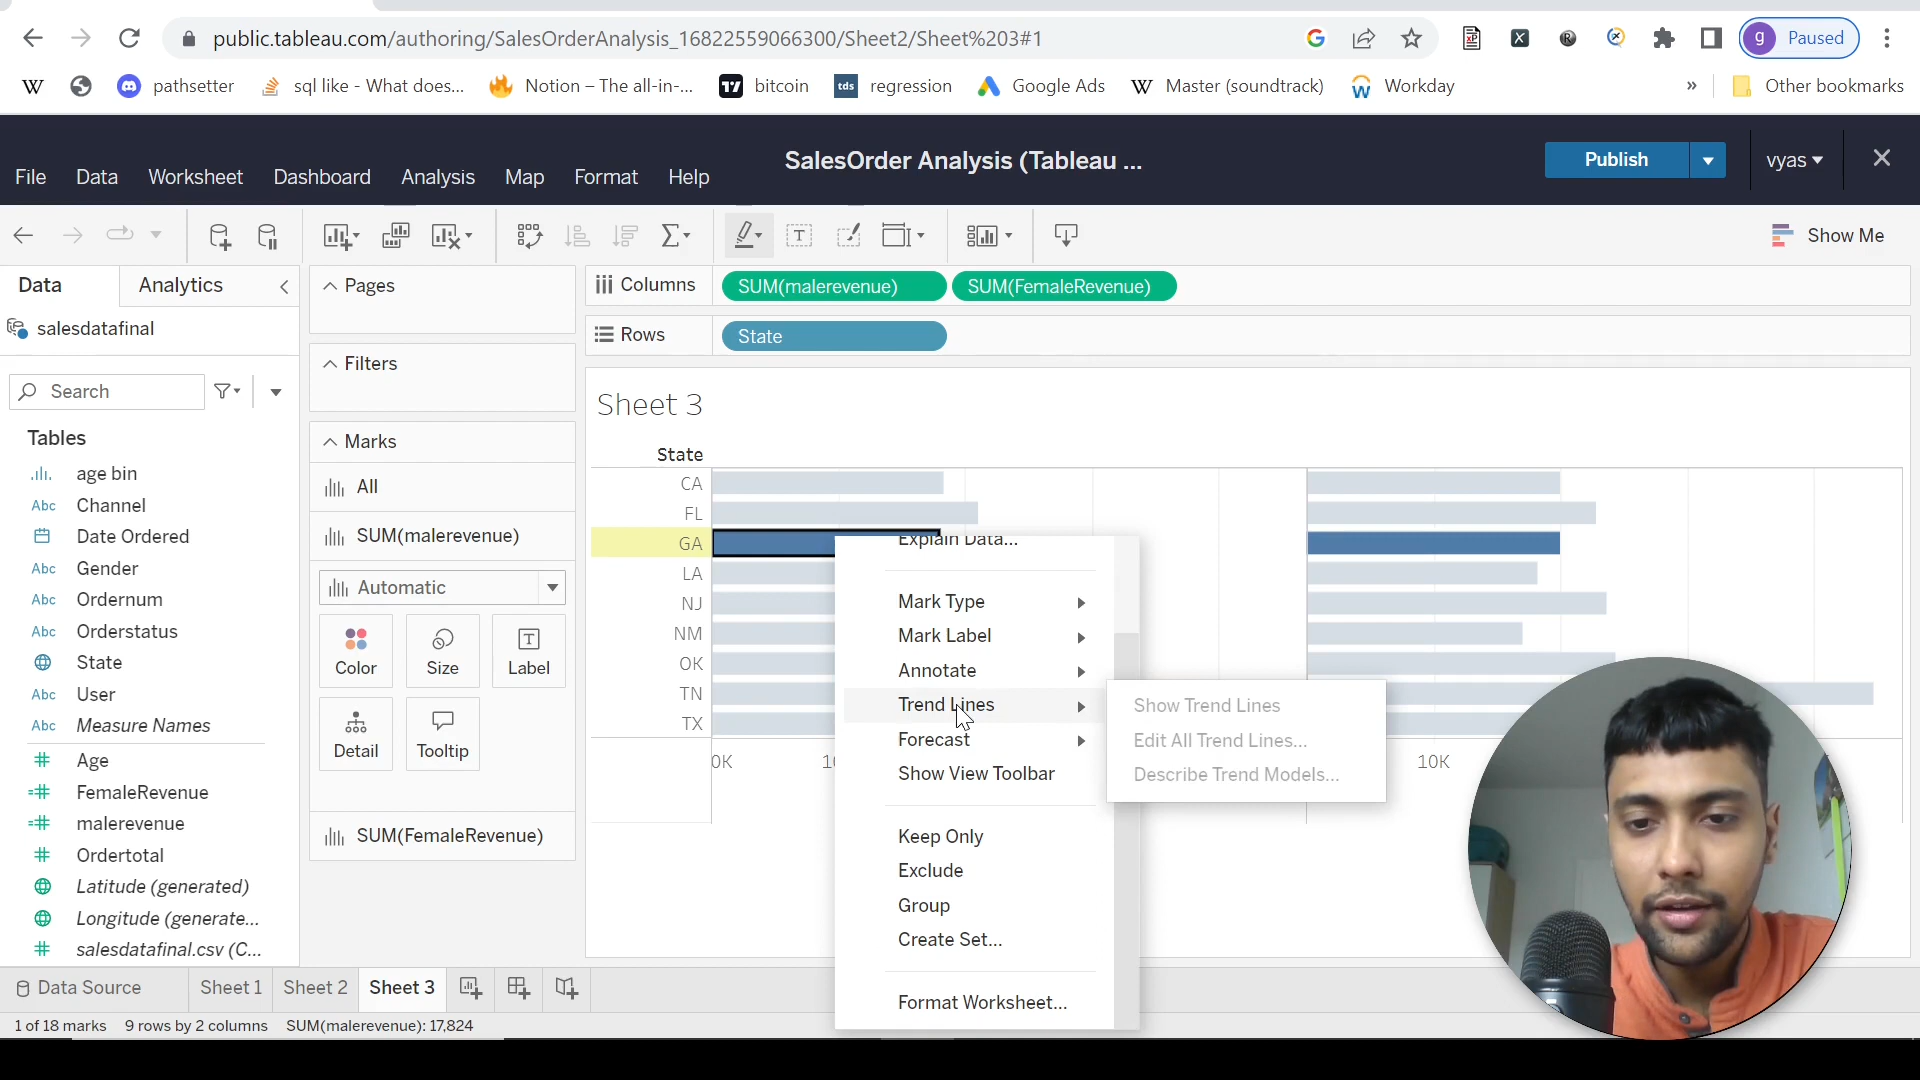 public.tableau.com/authoring/SalesOrderAnalysis_16822559066300/Sheet2/Sheet%203#1
g Paused
W pathsetter sql like - What does... Notion – The all-in-... bitcoin tds regression Google Ads W Master (soundtrack) W Workday » Other bookmarks
SalesOrder Analysis (Tableau ...
Publish
vyas
File Data Worksheet Dashboard Analysis Map Format Help
Show Me
Data
Analytics
salesdatafinal
Search
Tables
age bin
Abc Channel
Date Ordered
Abc Gender
Abc Ordernum
Abc Orderstatus
State
Abc User
Abc Measure Names
Age
FemaleRevenue
malerevenue
Ordertotal
Latitude (generated)
Longitude (generate...
salesdatafinal.csv (C...
Pages
Filters
Marks
All
SUM(malerevenue)
Automatic
Color Size Label
Detail Tooltip
SUM(FemaleRevenue)
Columns SUM(malerevenue) SUM(FemaleRevenue)
Rows State
Sheet 3
State
CA
FL
GA
LA
NJ
NM
OK
TN
TX
0K
10K
Explain Data...
Mark Type
Mark Label
Annotate
Trend Lines
Forecast
Show View Toolbar
Keep Only
Exclude
Group
Create Set...
Format Worksheet...
Show Trend Lines
Edit All Trend Lines...
Describe Trend Models...
Data Source Sheet 1 Sheet 2 Sheet 3
1 of 18 marks 9 rows by 2 columns SUM(malerevenue): 17,824